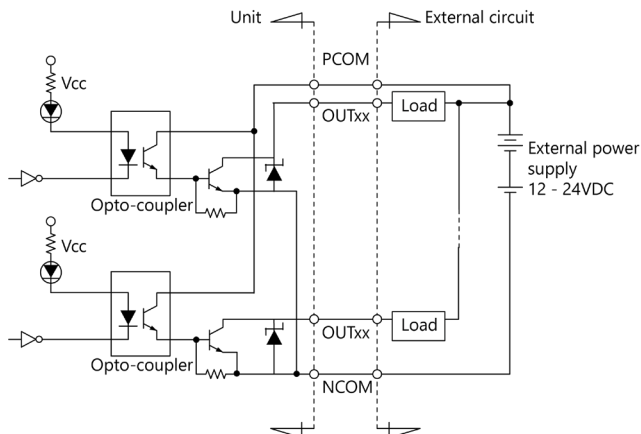 Unit
External circuit
PCOM
Vcc
OUTxx
Load
External power
supply
12 - 24VDC
Opto-coupler
Vcc
OUTxx
Load
Opto-coupler
NCOM